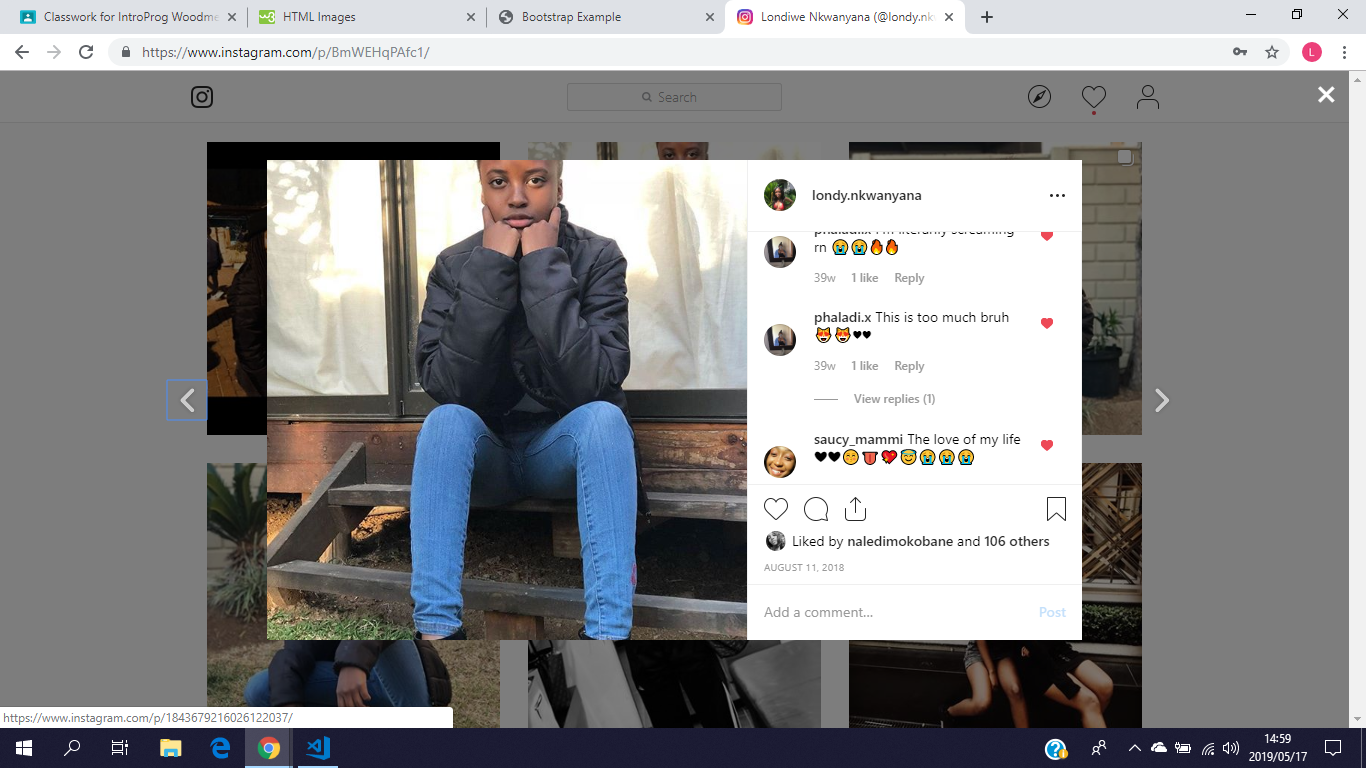 Classwork for IntroProg Woodme
HTML Images
Bootstrap Example
Londiwe Nkwanyana (@londy.nk
https://www.instagram.com/p/BmWEHqPAfc1/
L
Search
londy.nkwanyana
phaladi.x I'm literally screaming
rn 😭😭🔥🔥
39w 1 like Reply
phaladi.x This is too much bruh
😻😻♥♥
39w 1 like Reply
View replies (1)
saucy_mammi The love of my life
♥♥😊👅💖😇😭😭😭
Liked by naledimokobane and 106 others
AUGUST 11, 2018
Add a comment... Post
https://www.instagram.com/p/1843679216026122037/
14:59
2019/05/17